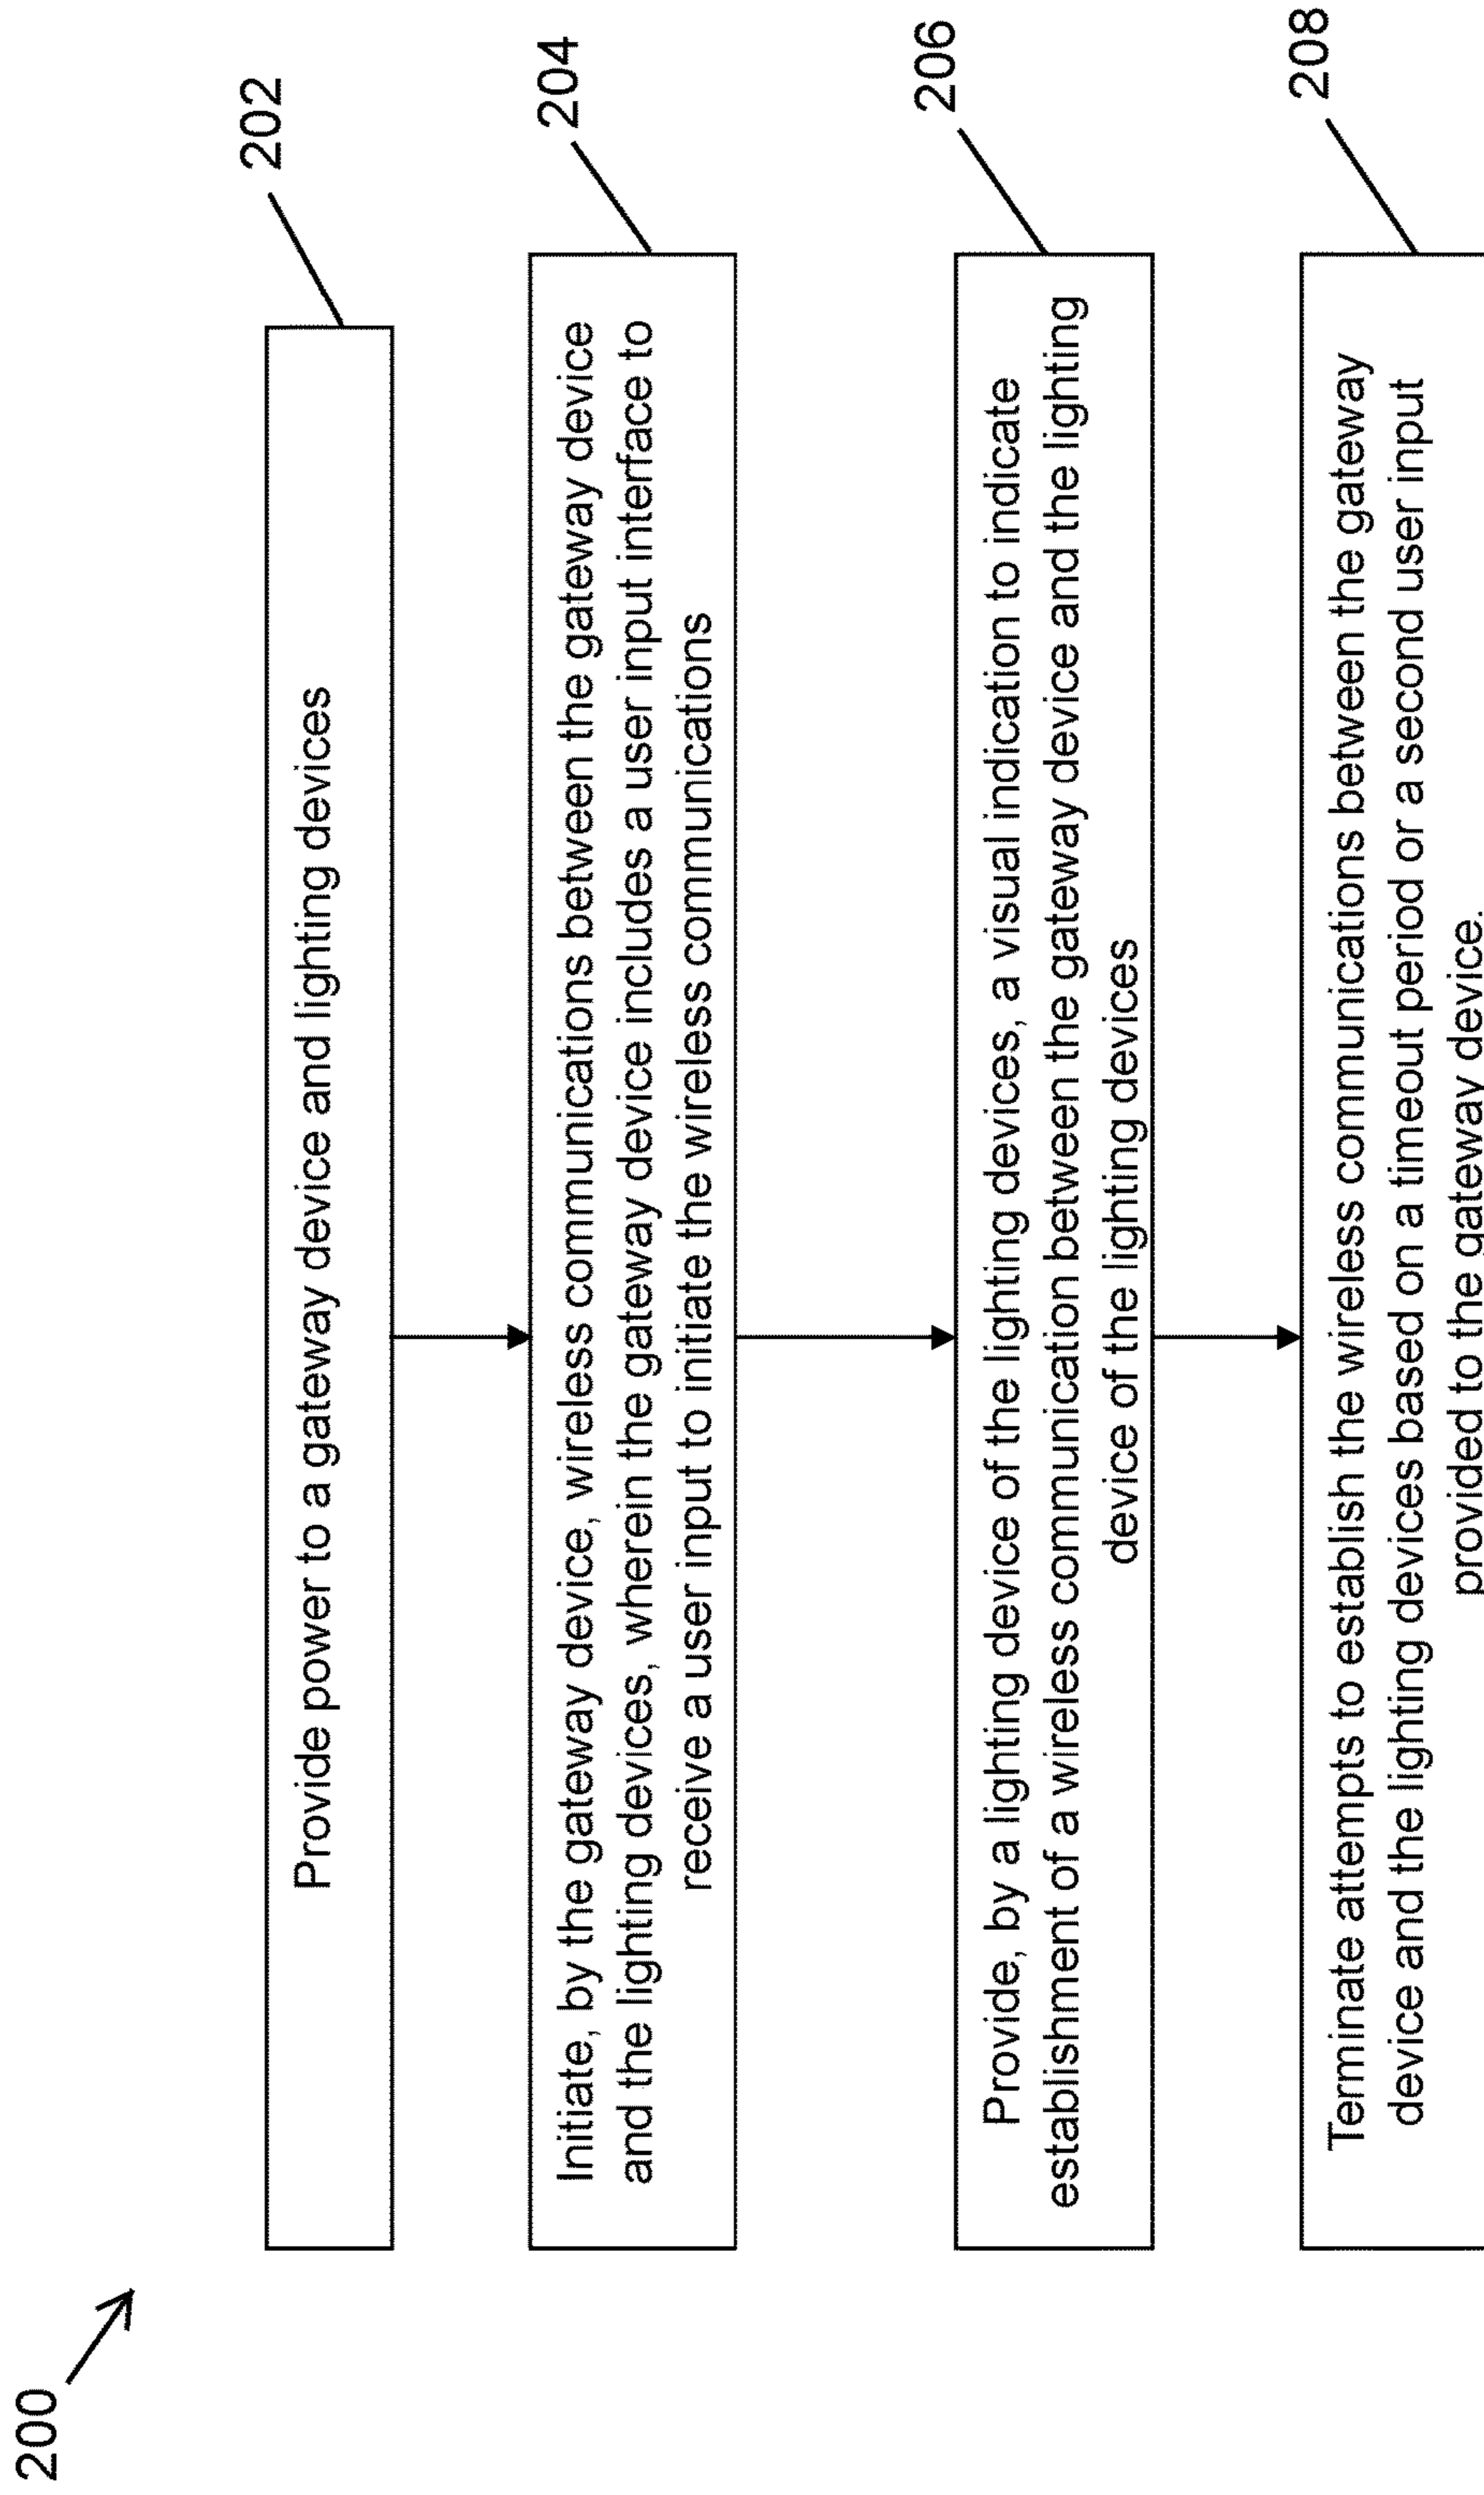 200
202
Provide power to a gateway device and lighting devices
204
Initiate, by the gateway device, wireless communications between the gateway device
and the lighting devices, wherein the gateway device includes a user input interface to
receive a user input to initiate the wireless communications
206
Provide, by a lighting device of the lighting devices, a visual indication to indicate
establishment of a wireless communication between the gateway device and the lighting
device of the lighting devices
208
Terminate attempts to establish the wireless communications between the gateway
device and the lighting devices based on a timeout period or a second user input
provided to the gateway device.